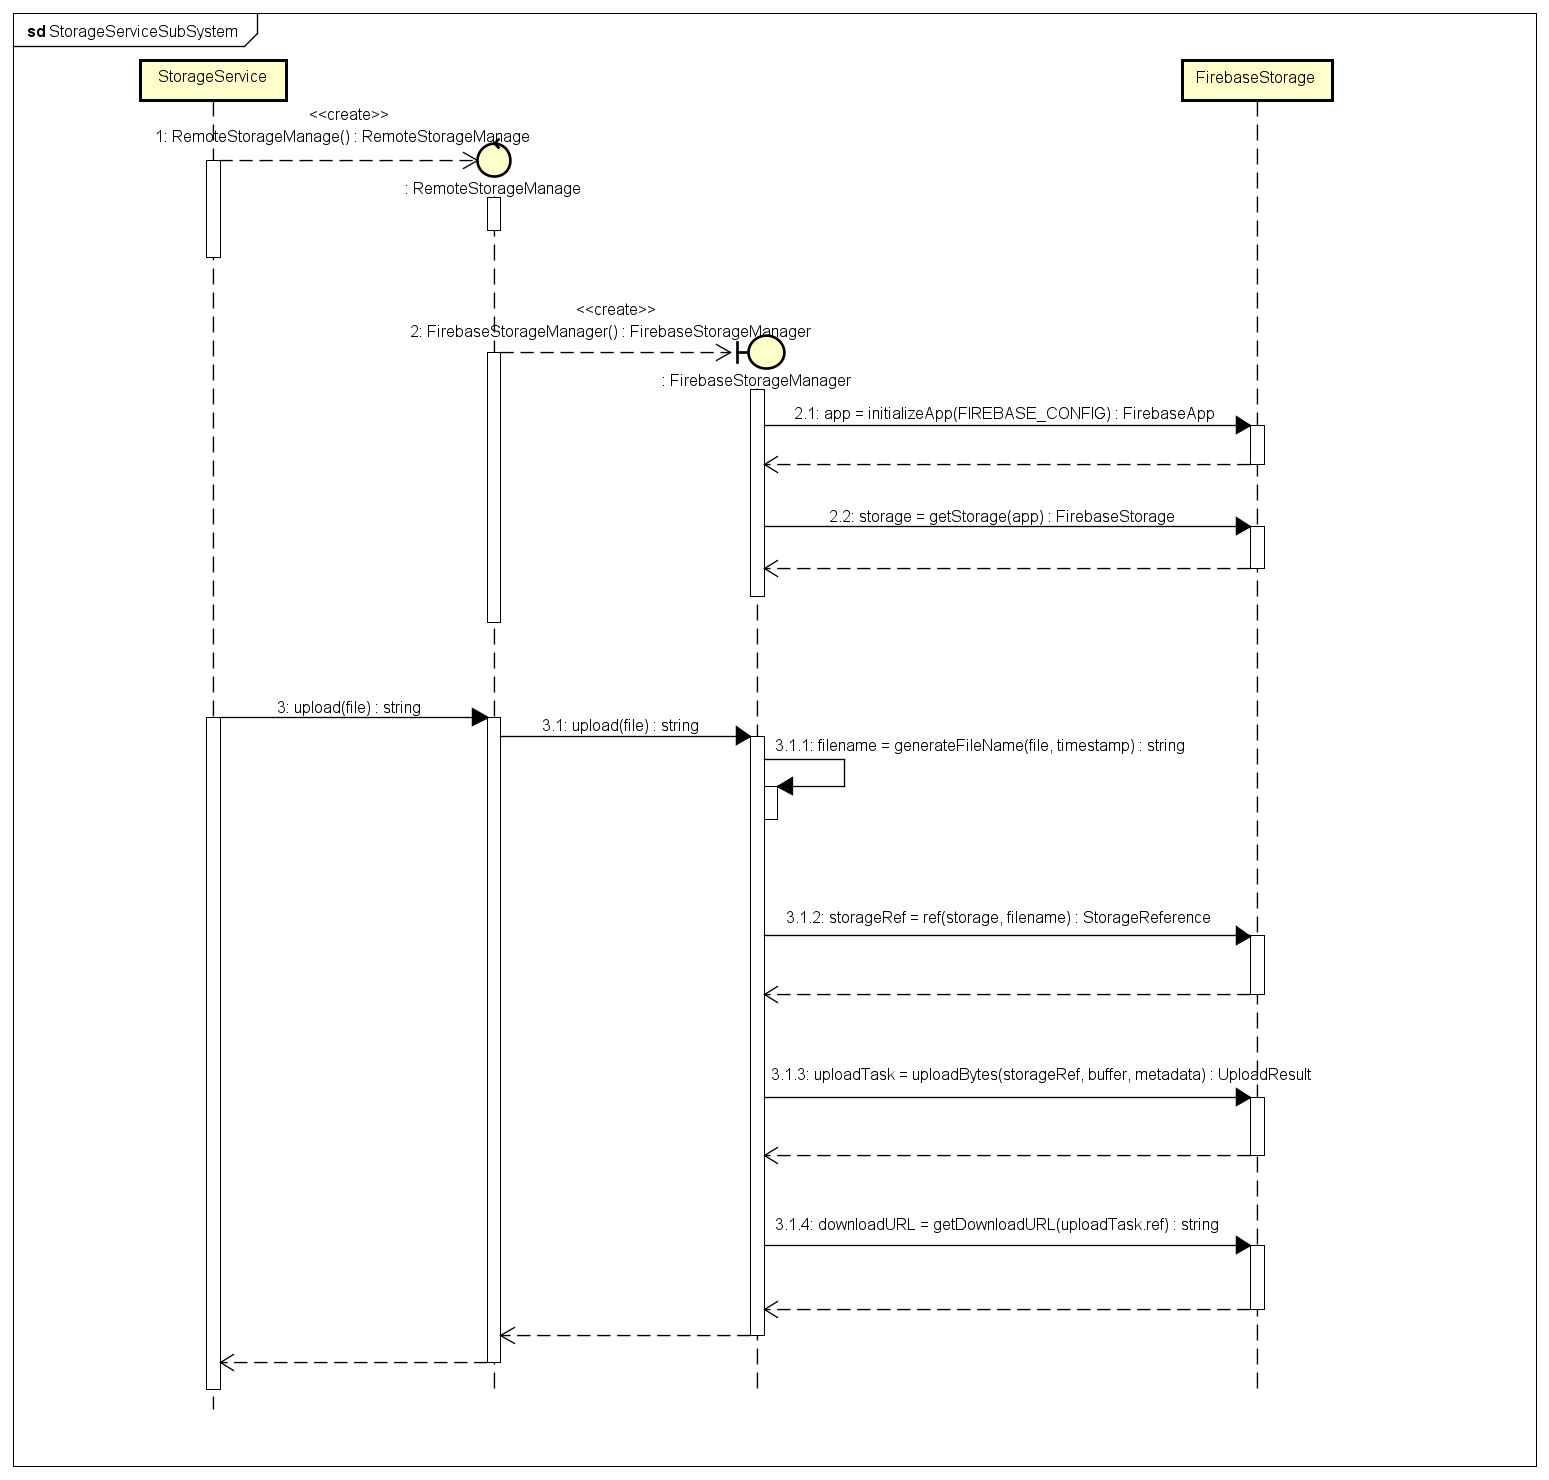 sd StorageServiceSubSystem
StorageService
FirebaseStorage
<<create>>
1: RemoteStorageManage() : RemoteStorageManage
: RemoteStorageManage
<<create>>
2: FirebaseStorageManager() : FirebaseStorageManager
: FirebaseStorageManager
2.1: app = initializeApp(FIREBASE_CONFIG) : FirebaseApp
2.2: storage = getStorage(app) : FirebaseStorage
3: upload(file) : string
3.1: upload(file) : string
3.1.1: filename = generateFileName(file, timestamp) : string
3.1.2: storageRef = ref(storage, filename) : StorageReference
3.1.3: uploadTask = uploadBytes(storageRef, buffer, metadata) : UploadResult
3.1.4: downloadURL = getDownloadURL(uploadTask.ref) : string